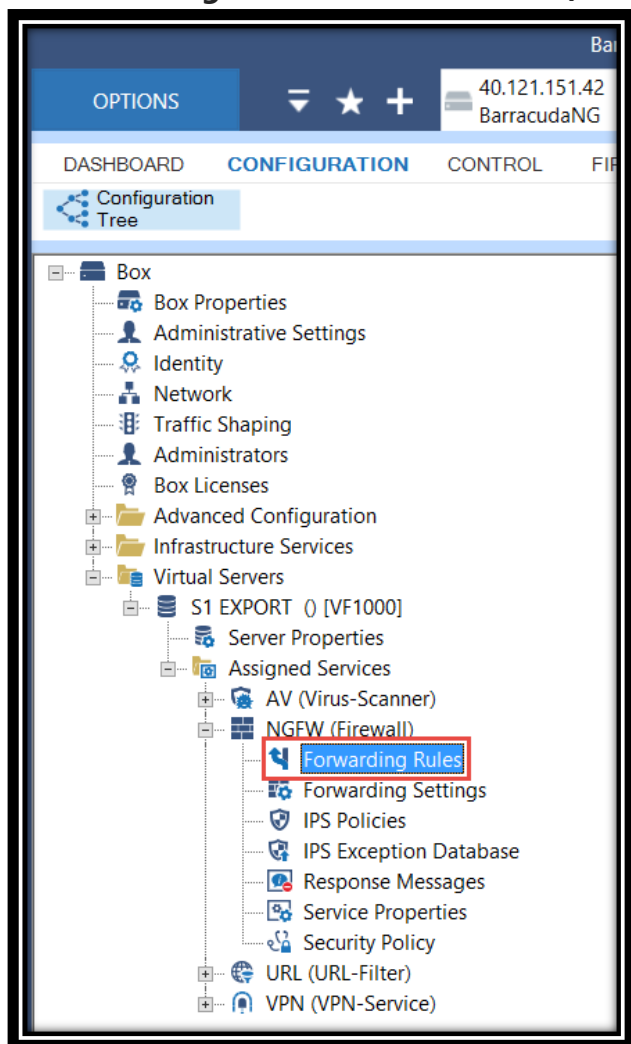 Bar
OPTIONS
40.121.151.42
BarracudaNG
DASHBOARD CONFIGURATION CONTROL FI
Configuration
Tree
Box
Box Properties
Administrative Settings
Identity
Network
Traffic Shaping
Administrators
Box Licenses
Advanced Configuration
Infrastructure Services
Virtual Servers
S1 EXPORT () [VF1000]
Server Properties
Assigned Services
AV (Virus-Scanner)
NGFW (Firewall)
Forwarding Rules
Forwarding Settings
IPS Policies
IPS Exception Database
Response Messages
Service Properties
Security Policy
URL (URL-Filter)
VPN (VPN-Service)